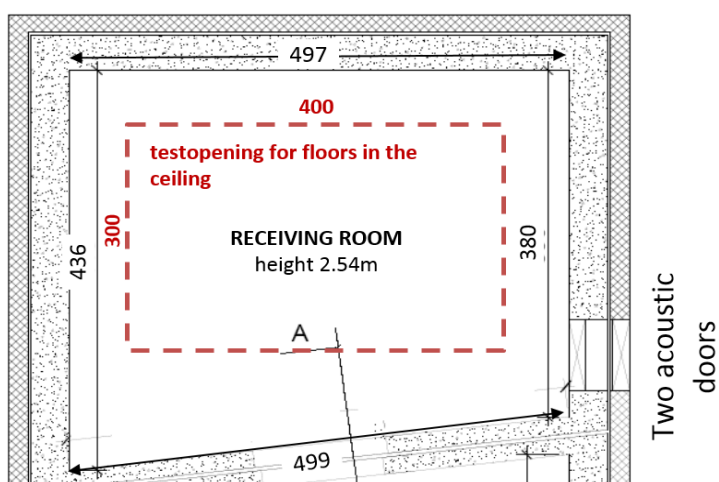 497
400
testopening for floors in the
ceiling
300
436
RECEIVING ROOM
height 2.54m
380
A
499
Two acoustic
doors